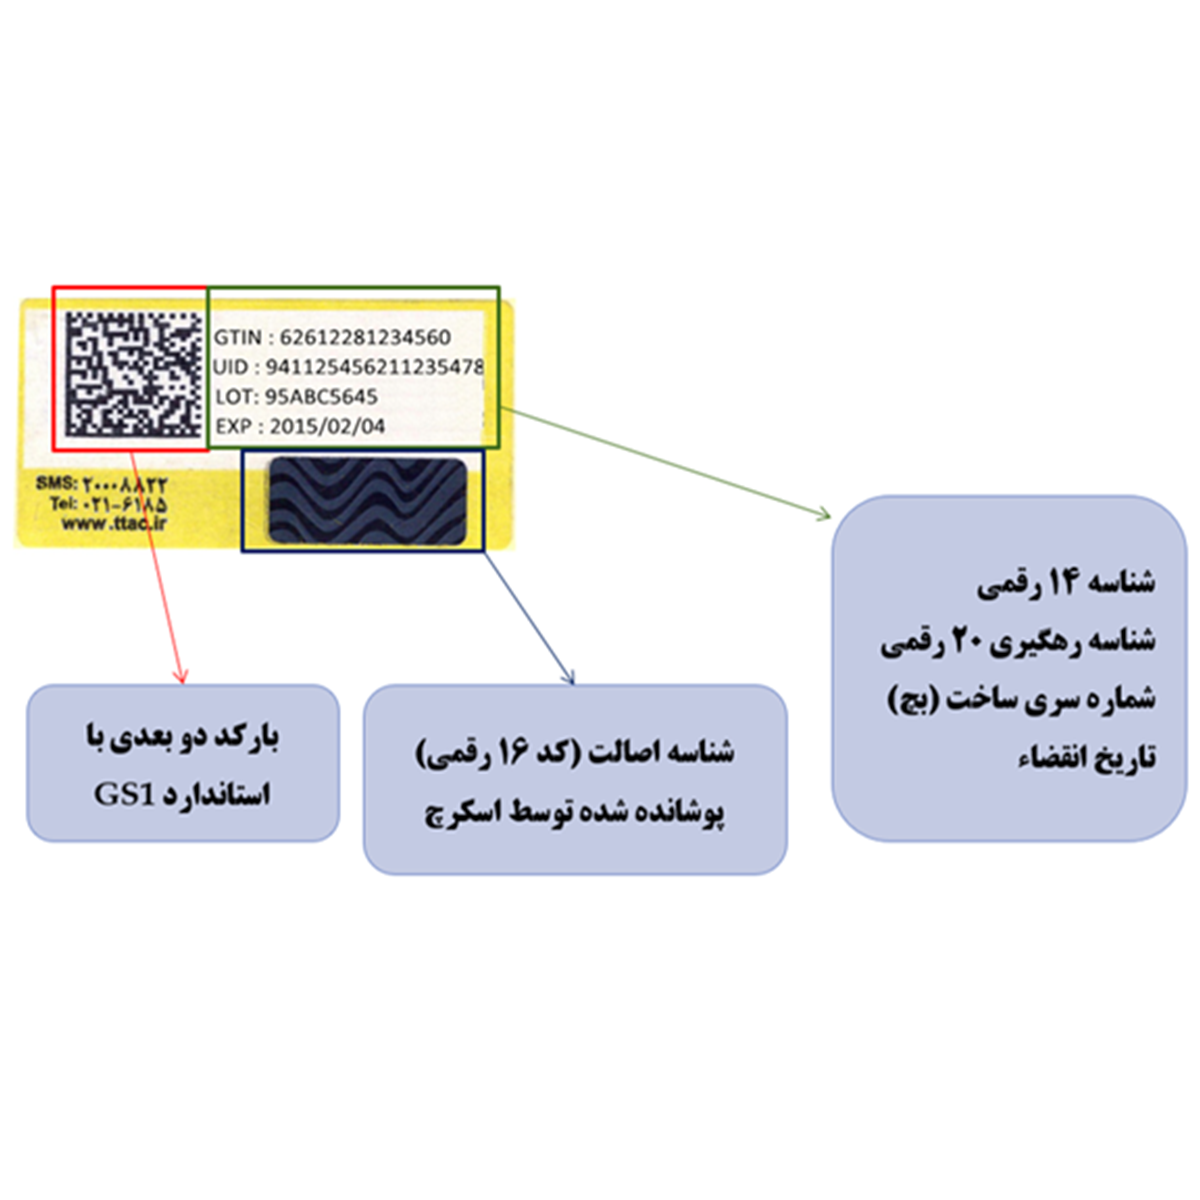 GTIN : 62612281234560
UID : 94112545621123547​8
LOT: 95ABC5645
EXP : 2015/02/04
SMS: ۲۰۰۰۸۸۲۲
Tel: ۰۲۱-۶۱۸۵
www.ttac.ir
شناسه ۱۴ رقمی
شناسه رهگیری ۲۰ رقمی
شماره سری ساخت (بچ)
تاریخ انقضاء
شناسه اصالت (کد ۱۶ رقمی)
پوشانده شده توسط اسکرچ
بارکد دو بعدی با
استاندارد GS1